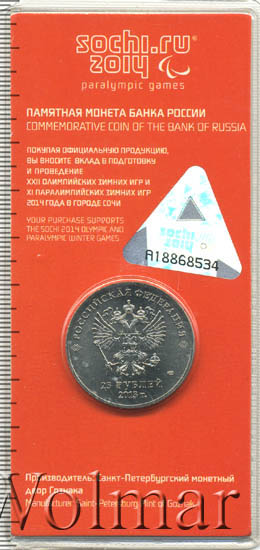 sochi.ru
2014
paralympic games
ПАМЯТНАЯ МОНЕТА БАНКА РОССИИ
COMMEMORATIVE COIN OF THE BANK OF RUSSIA
ПОКУПАЯ ОФИЦИАЛЬНУЮ ПРОДУКЦИЮ,
ВЫ ВНОСИТЕ ВКЛАД В ПОДГОТОВКУ
И ПРОВЕДЕНИЕ
XXII ОЛИМПИЙСКИХ ЗИМНИХ ИГР И
XI ПАРАЛИМПИЙСКИХ ЗИМНИХ ИГР
2014 ГОДА В ГОРОДЕ СОЧИ
YOUR PURCHASE SUPPORTS
THE SOCHI 2014 OLYMPIC AND
PARALYMPIC WINTER GAMES
sochi.ru
2014
A18868534
РОССИЙСКАЯ ФЕДЕРАЦИЯ
25 РУБЛЕЙ
2013 г.
Производитель: Санкт-Петербургский монетный
двор Гознака
Manufacturer: Saint-Petersburg Mint of Goznak
Wolmar